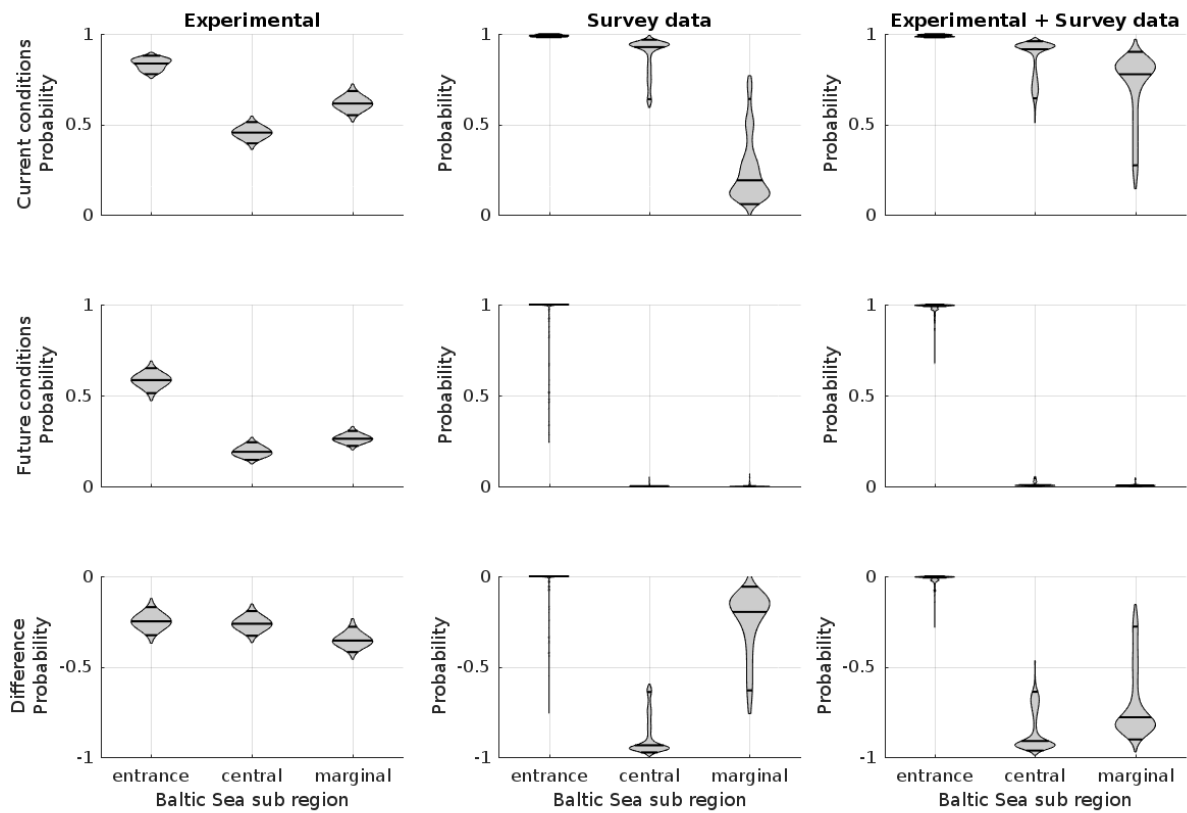 Experimental
Survey data
Experimental + Survey data
Current conditions
Probability
1
0.5
0
Probability
1
0.5
0
Probability
1
0.5
0
Future conditions
Probability
1
0.5
0
Probability
1
0.5
0
Probability
1
0.5
0
Difference
Probability
0
-0.5
-1
Probability
0
-0.5
-1
Probability
0
-0.5
-1
entrance central marginal
Baltic Sea sub region
entrance central marginal
Baltic Sea sub region
entrance central marginal
Baltic Sea sub region